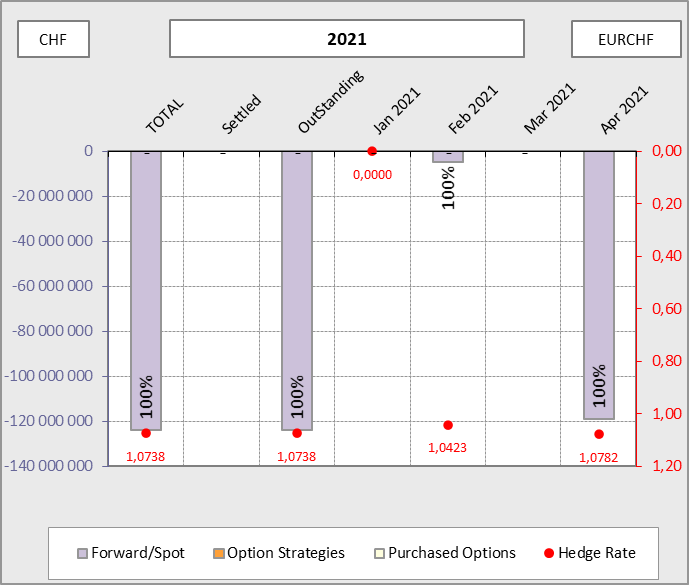 CHF
2021
EURCHF
TOTAL
Settled
OutStanding
Jan 2021
Feb 2021
Mar 2021
Apr 2021
0
-20 000 000
-40 000 000
-60 000 000
-80 000 000
-100 000 000
-120 000 000
-140 000 000
0,00
0,20
0,40
0,60
0,80
1,00
1,20
0,0000
100%
100%
100%
100%
1,0738
1,0738
1,0423
1,0782
Forward/Spot
Option Strategies
Purchased Options
Hedge Rate